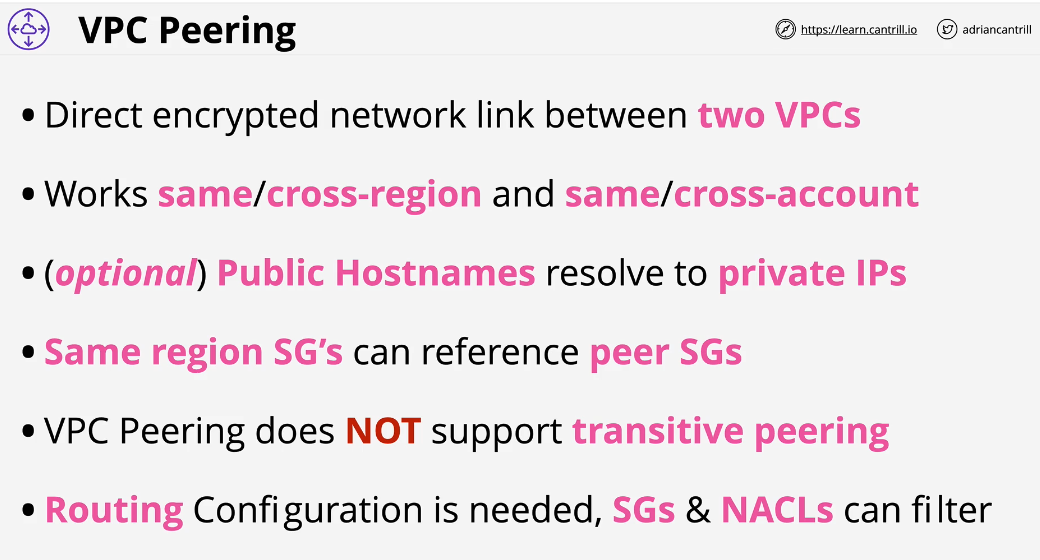 VPC Peering
https://learn.cantrill.io
adriancantrill
• Direct encrypted network link between two VPCs
• Works same/cross-region and same/cross-account
• (optional) Public Hostnames resolve to private IPs
• Same region SG’s can reference peer SGs
• VPC Peering does NOT support transitive peering
• Routing Configuration is needed, SGs & NACLs can filter